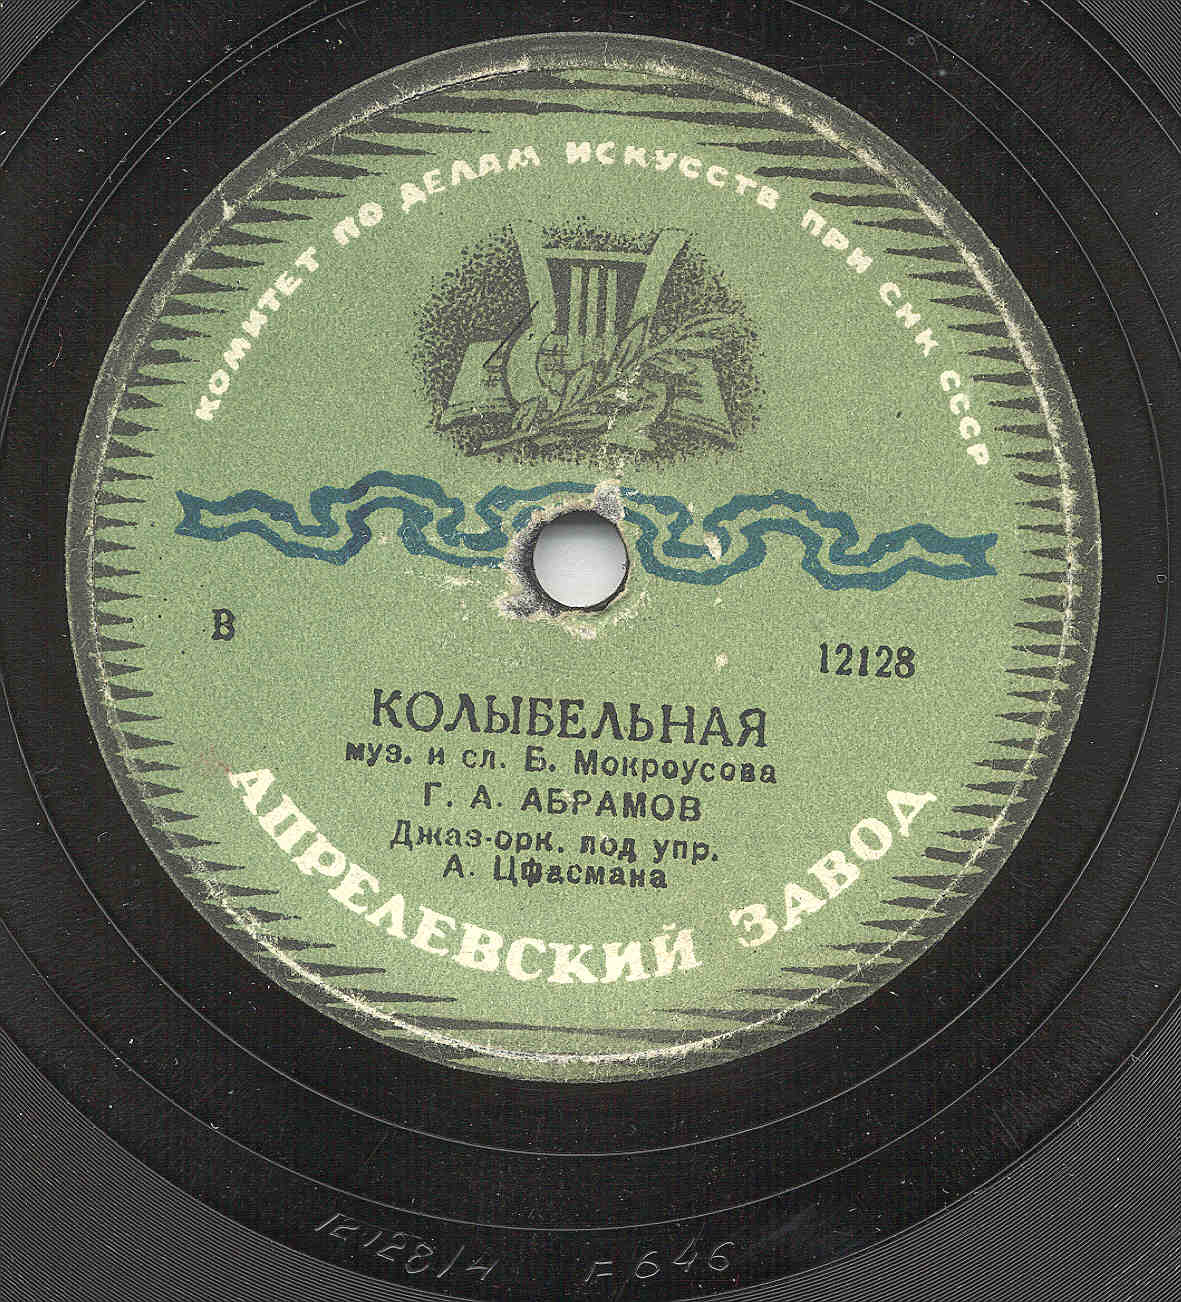 КОМИТЕТ ПО ДЕЛАМ ИСКУССТВ ПРИ СНК СССР
В
12128
КОЛЫБЕЛЬНАЯ
муз. и сл. Б. Мокроусова
Г. А. АБРАМОВ
Джаз-орк. под упр.
А. Цфасмана
АПРЕЛЕВСКИЙ ЗАВОД
12128/4 F646